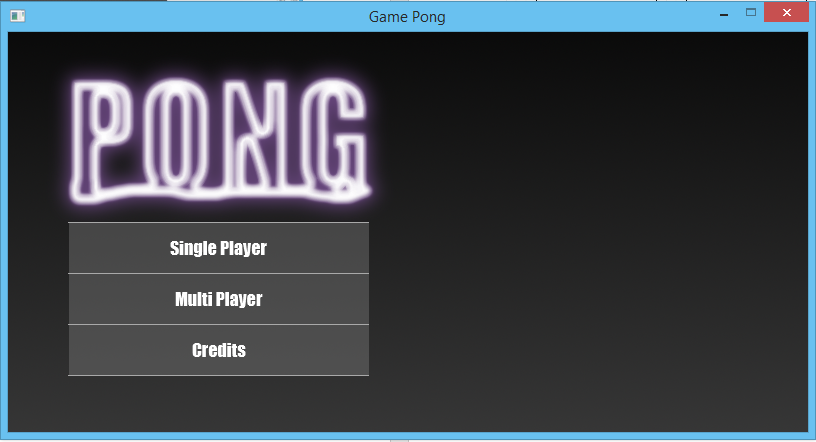 Game Pong
PONG
Single Player
Multi Player
Credits